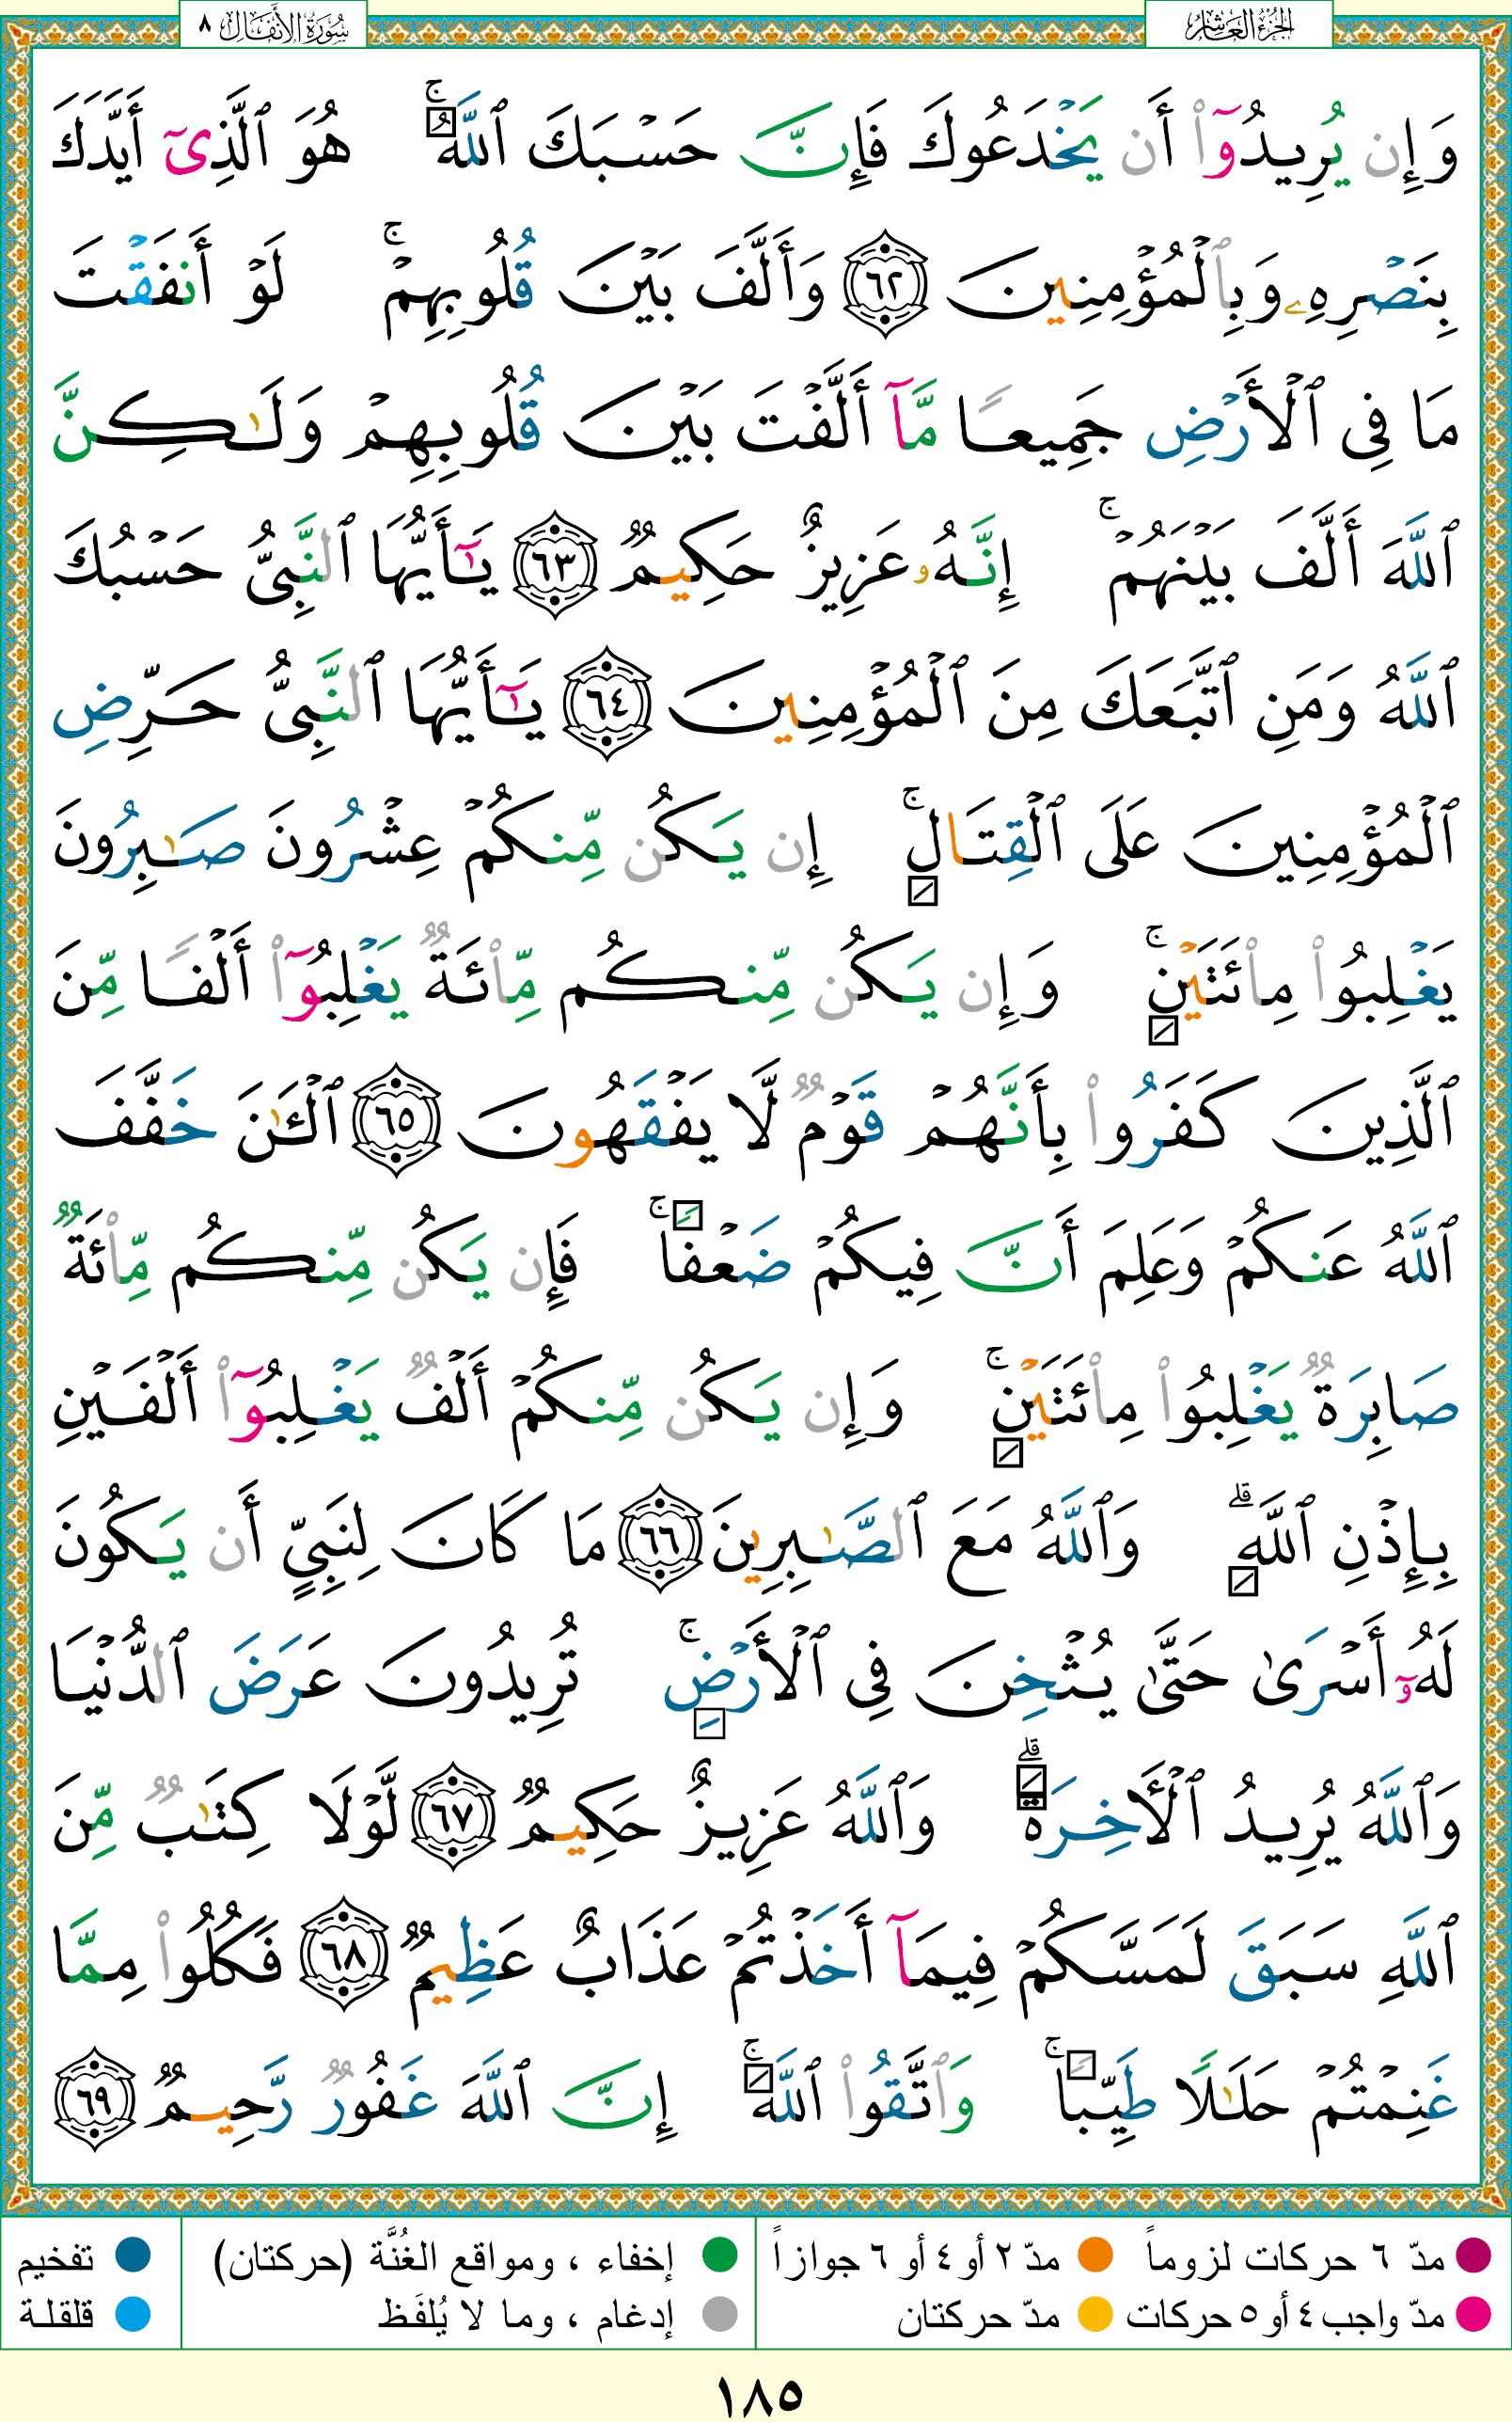 الجزء العاشر
سورة الأنفال ٨
وَإِن يُرِيدُوٓا۟ أَن يَخْدَعُوكَ فَإِنَّ حَسْبَكَ ٱللَّهُ ۚ هُوَ ٱلَّذِىٓ أَيَّدَكَ
بِنَصْرِهِۦ وَبِٱلْمُؤْمِنِينَ ٦٢ وَأَلَّفَ بَيْنَ قُلُوبِهِمْ ۚ لَوْ أَنفَقْتَ
مَا فِى ٱلْأَرْضِ جَمِيعًا مَّآ أَلَّفْتَ بَيْنَ قُلُوبِهِمْ وَلَـٰكِنَّ
ٱللَّهَ أَلَّفَ بَيْنَهُمْ ۚ إِنَّهُۥ عَزِيزٌ حَكِيمٌ ٦٣ يَـٰٓأَيُّهَا ٱلنَّبِىُّ حَسْبُكَ
ٱللَّهُ وَمَنِ ٱتَّبَعَكَ مِنَ ٱلْمُؤْمِنِينَ ٦٤ يَـٰٓأَيُّهَا ٱلنَّبِىُّ حَرِّضِ
ٱلْمُؤْمِنِينَ عَلَى ٱلْقِتَالِ ۚ إِن يَكُن مِّنكُمْ عِشْرُونَ صَـٰبِرُونَ
يَغْلِبُوا۟ مِا۟ئَتَيْنِ ۚ وَإِن يَكُن مِّنكُم مِّا۟ئَةٌ يَغْلِبُوٓا۟ أَلْفًا مِّنَ
ٱلَّذِينَ كَفَرُوا۟ بِأَنَّهُمْ قَوْمٌ لَّا يَفْقَهُونَ ٦٥ ٱلْـَٔـٰنَ خَفَّفَ
ٱللَّهُ عَنكُمْ وَعَلِمَ أَنَّ فِيكُمْ ضَعْفًا ۚ فَإِن يَكُن مِّنكُم مِّا۟ئَةٌ
صَابِرَةٌ يَغْلِبُوا۟ مِا۟ئَتَيْنِ ۚ وَإِن يَكُن مِّنكُمْ أَلْفٌ يَغْلِبُوٓا۟ أَلْفَيْنِ
بِإِذْنِ ٱللَّهِ ۗ وَٱللَّهُ مَعَ ٱلصَّـٰبِرِينَ ٦٦ مَا كَانَ لِنَبِىٍّ أَن يَكُونَ
لَهُۥٓ أَسْرَىٰ حَتَّىٰ يُثْخِنَ فِى ٱلْأَرْضِ ۚ تُرِيدُونَ عَرَضَ ٱلدُّنْيَا
وَٱللَّهُ يُرِيدُ ٱلْـَٔاخِرَةَ ۗ وَٱللَّهُ عَزِيزٌ حَكِيمٌ ٦٧ لَّوْلَا كِتَـٰبٌ مِّنَ
ٱللَّهِ سَبَقَ لَمَسَّكُمْ فِيمَآ أَخَذْتُمْ عَذَابٌ عَظِيمٌ ٦٨ فَكُلُوا۟ مِمَّا
غَنِمْتُمْ حَلَـٰلًا طَيِّبًا ۚ وَٱتَّقُوا۟ ٱللَّهَ ۚ إِنَّ ٱللَّهَ غَفُورٌ رَّحِيمٌ ٦٩
مدّ ٦ حركات لزوماً مدّ ٢ أو ٤ أو ٦ جوازاً إخفاء ، ومواقع الغُنَّة (حركتان) تفخيم
مدّ واجب ٤ أو ٥ حركات مدّ حركتان إدغام ، وما لا يُلفَظ قلقلة
١٨٥